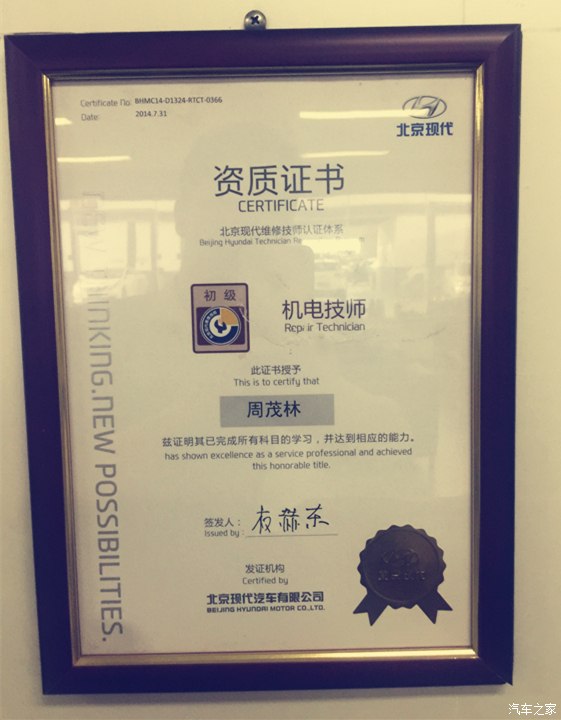 Certificate No BHMC14-D1324-RTCT-0366
Date: 2014.7.31
北京现代
资质证书
CERTIFICATE
北京现代维修技师认证体系
Beijing Hyundai Technician
初级
机电技师
Repair Technician
此证书授予
This is to certify that
周茂林
兹证明其已完成所有科目的学习，并达到相应的能力。
has shown excellence as a service professional and achieved
this honorable title.
签发人：
Issued by :
发证机构
Certified by
北京现代汽车有限公司
BEIJING HYUNDAI MOTOR CO.,LTD.
THINKING.NEW POSSIBILITIES.
汽车之家